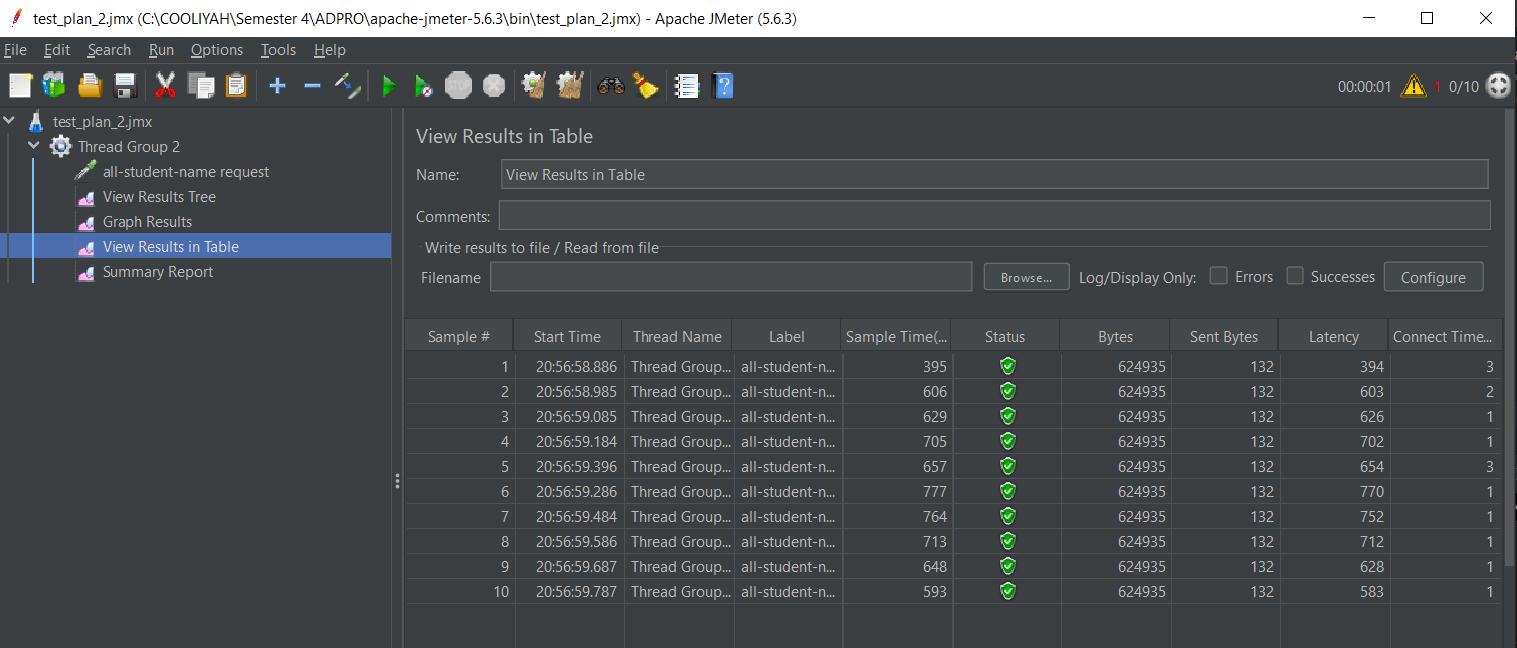 test_plan_2.jmx (C:\COOLIYAH\Semester 4\ADPRO\apache-jmeter-5.6.3\bin\test_plan_2.jmx) - Apache JMeter (5.6.3)
File Edit Search Run Options Tools Help
STOP ? 00:00:01 1 0/10
test_plan_2.jmx
Thread Group 2
all-student-name request
View Results Tree
Graph Results
View Results in Table
Summary Report
View Results in Table
Name: View Results in Table
Comments:
Write results to file / Read from file
Filename Browse... Log/Display Only: Errors Successes Configure
Sample # Start Time Thread Name Label Sample Time(... Status Bytes Sent Bytes Latency Connect Time...
1 20:56:58.886 Thread Group... all-student-n... 395 624935 132 394 3
2 20:56:58.985 Thread Group... all-student-n... 606 624935 132 603 2
3 20:56:59.085 Thread Group... all-student-n... 629 624935 132 626 1
4 20:56:59.184 Thread Group... all-student-n... 705 624935 132 702 1
5 20:56:59.396 Thread Group... all-student-n... 657 624935 132 654 3
6 20:56:59.286 Thread Group... all-student-n... 777 624935 132 770 1
7 20:56:59.484 Thread Group... all-student-n... 764 624935 132 752 1
8 20:56:59.586 Thread Group... all-student-n... 713 624935 132 712 1
9 20:56:59.687 Thread Group... all-student-n... 648 624935 132 628 1
10 20:56:59.787 Thread Group... all-student-n... 593 624935 132 583 1